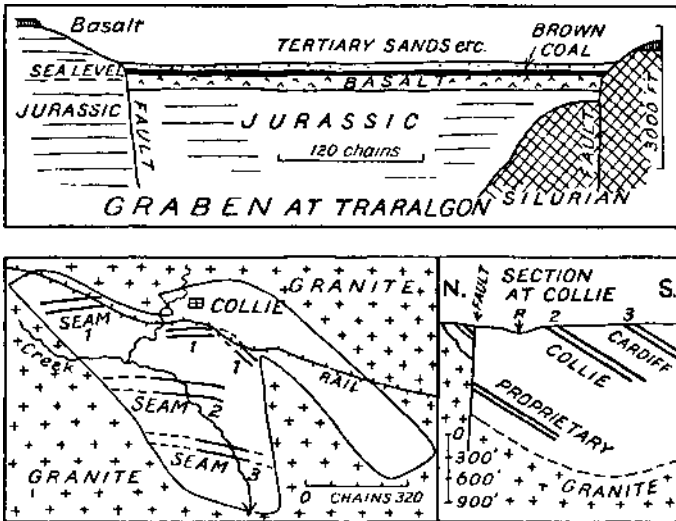 Basalt
TERTIARY SANDS etc.
BROWN
COAL
SEA LEVEL
BASALT
JURASSIC
FAULT
JURASSIC
120 chains
FAULT
3000 FT
SILURIAN
GRABEN AT TRARALGON
GRANITE
COLLIE
SEAM
1
1
1
Creek
RAIL
SEAM
2
SEAM
3
GRANITE
0 CHAINS 320
N. SECTION S.
AT COLLIE
FAULT
R 2 3
CARDIFF
COLLIE
PROPRIETARY
0
300'
600'
900'
GRANITE